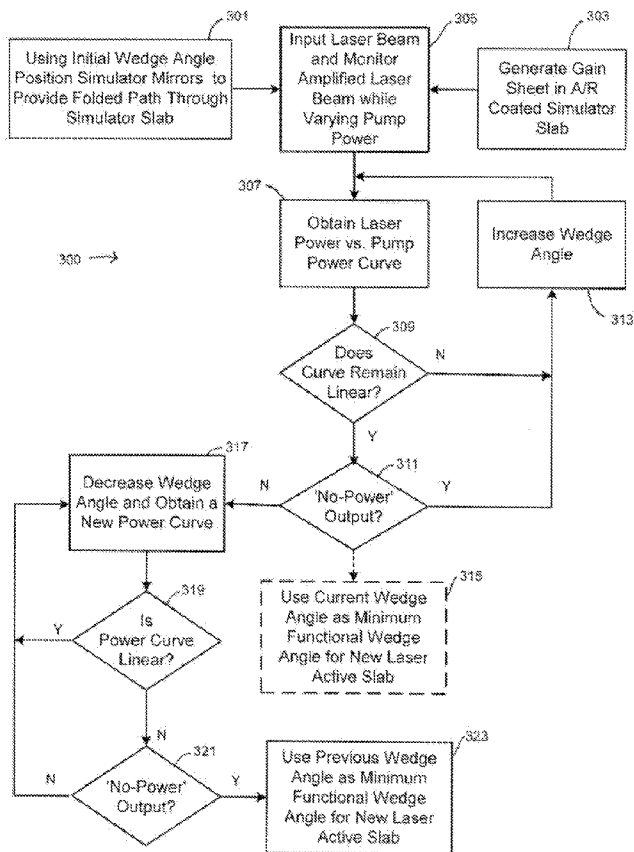 301
Using Initial Wedge Angle
Position Simulator Mirrors to
Provide Folded Path Through
Simulator Slab
305
Input Laser Beam
and Monitor
Amplified Laser
Beam while
Varying Pump
Power
303
Generate Gain
Sheet in A/R
Coated Simulator
Slab
307
Obtain Laser
Power vs. Pump
Power Curve
300
Increase Wedge
Angle
313
309
Does
Curve Remain
Linear?
N
Y
317
Decrease Wedge
Angle and Obtain a
New Power Curve
N
311
'No-Power'
Output?
Y
315
Use Current Wedge
Angle as Minimum
Functional Wedge
Angle for New Laser
Active Slab
319
Y
Is
Power Curve
Linear?
N
321
N
'No-Power'
Output?
Y
323
Use Previous Wedge
Angle as Minimum
Functional Wedge
Angle for New Laser
Active Slab